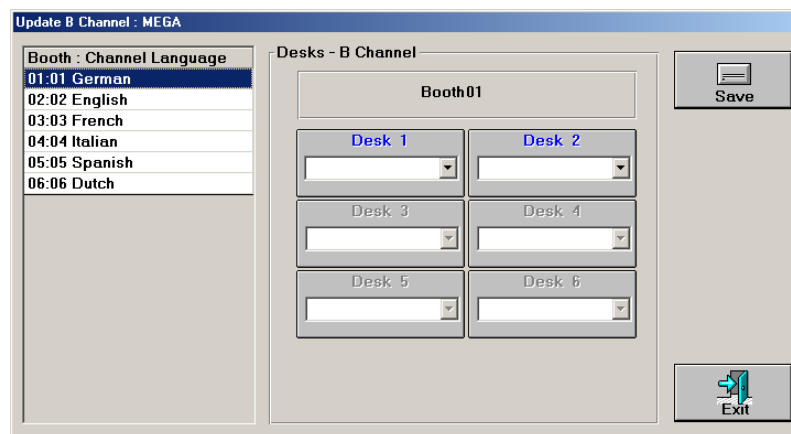 Update B Channel : MEGA
Booth : Channel Language
01:01 German
02:02 English
03:03 French
04:04 Italian
05:05 Spanish
06:06 Dutch
Desks - B Channel
Booth01
Desk 1
Desk 2
Desk 3
Desk 4
Desk 5
Desk 6
Save
Exit